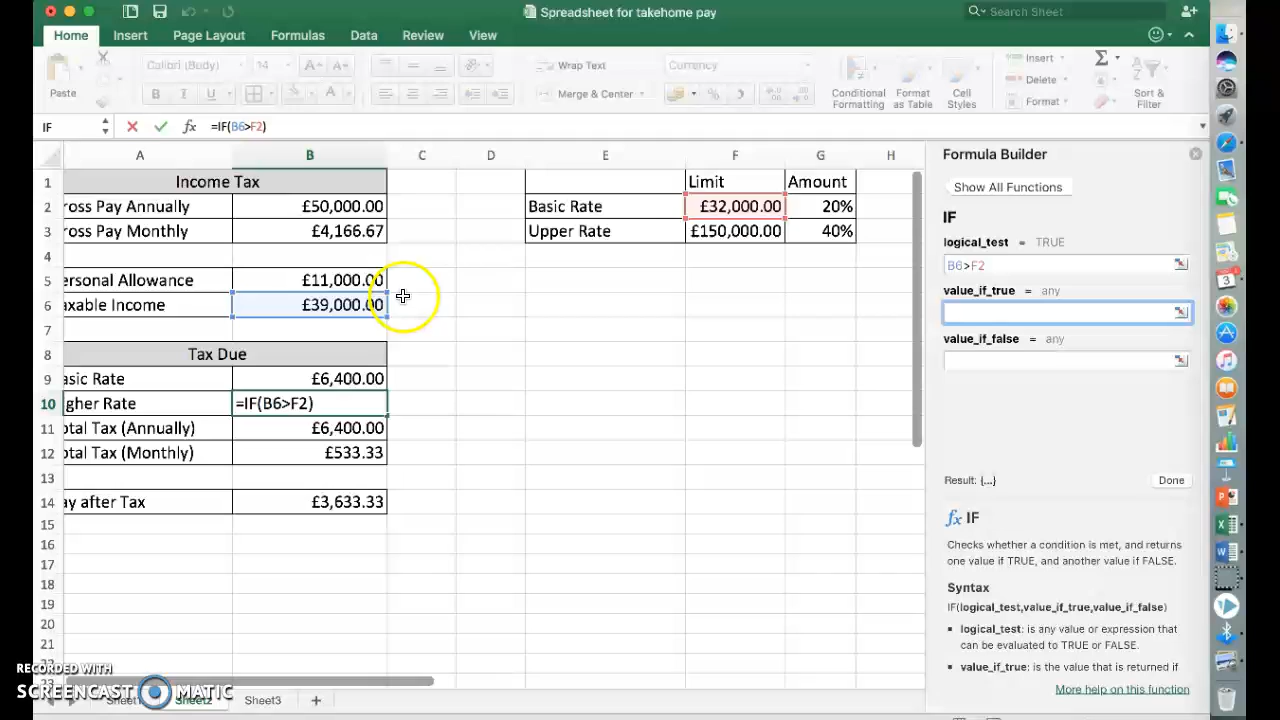 Spreadsheet for takehome pay
Search Sheet
Home Insert Page Layout Formulas Data Review View
Paste
Calibri (Body) 14 A A
B I U
Wrap Text
Merge & Center
Currency
%
Conditional Formatting
Format as Table
Cell Styles
Insert
Delete
Format
Sort & Filter
IF fx =IF(B6>F2)
A B C D E F G H
1 Income Tax Limit Amount
2 ross Pay Annually £50,000.00 Basic Rate £32,000.00 20%
3 ross Pay Monthly £4,166.67 Upper Rate £150,000.00 40%
4
5 ersonal Allowance £11,000.00
6 axable Income £39,000.00
7
8 Tax Due
9 asic Rate £6,400.00
10 gher Rate =IF(B6>F2)
11 otal Tax (Annually) £6,400.00
12 otal Tax (Monthly) £533.33
13
14 ay after Tax £3,633.33
15
16
17
18
19
20
21
22
23
Formula Builder
Show All Functions
IF
logical_test = TRUE
B6>F2
value_if_true = any
value_if_false = any
Result: {...}
Done
fx IF
Checks whether a condition is met, and returns
one value if TRUE, and another value if FALSE.
Syntax
IF(logical_test,value_if_true,value_if_false)
▪ logical_test: is any value or expression that
can be evaluated to TRUE or FALSE.
▪ value_if_true: is the value that is returned if
More help on this function
RECORDED WITH
SCREENCAST MATIC
Sheet1 Sheet2 Sheet3 +